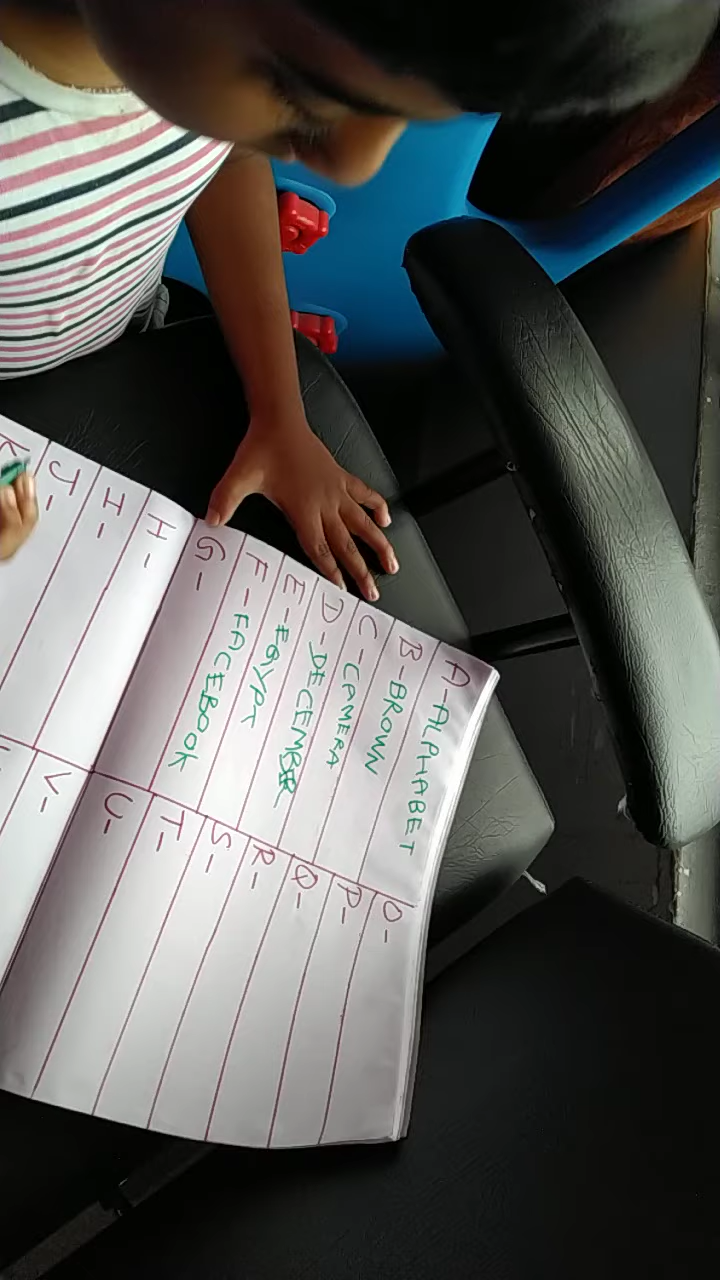 A-ALPHABET
B-BROWN
C-CAMERA
D-DECEMBER
E-EGYPT
F-FACEBOOK
G-
H-
I-
J-
K
O-
P-
Q-
R-
S-
T-
U-
V-